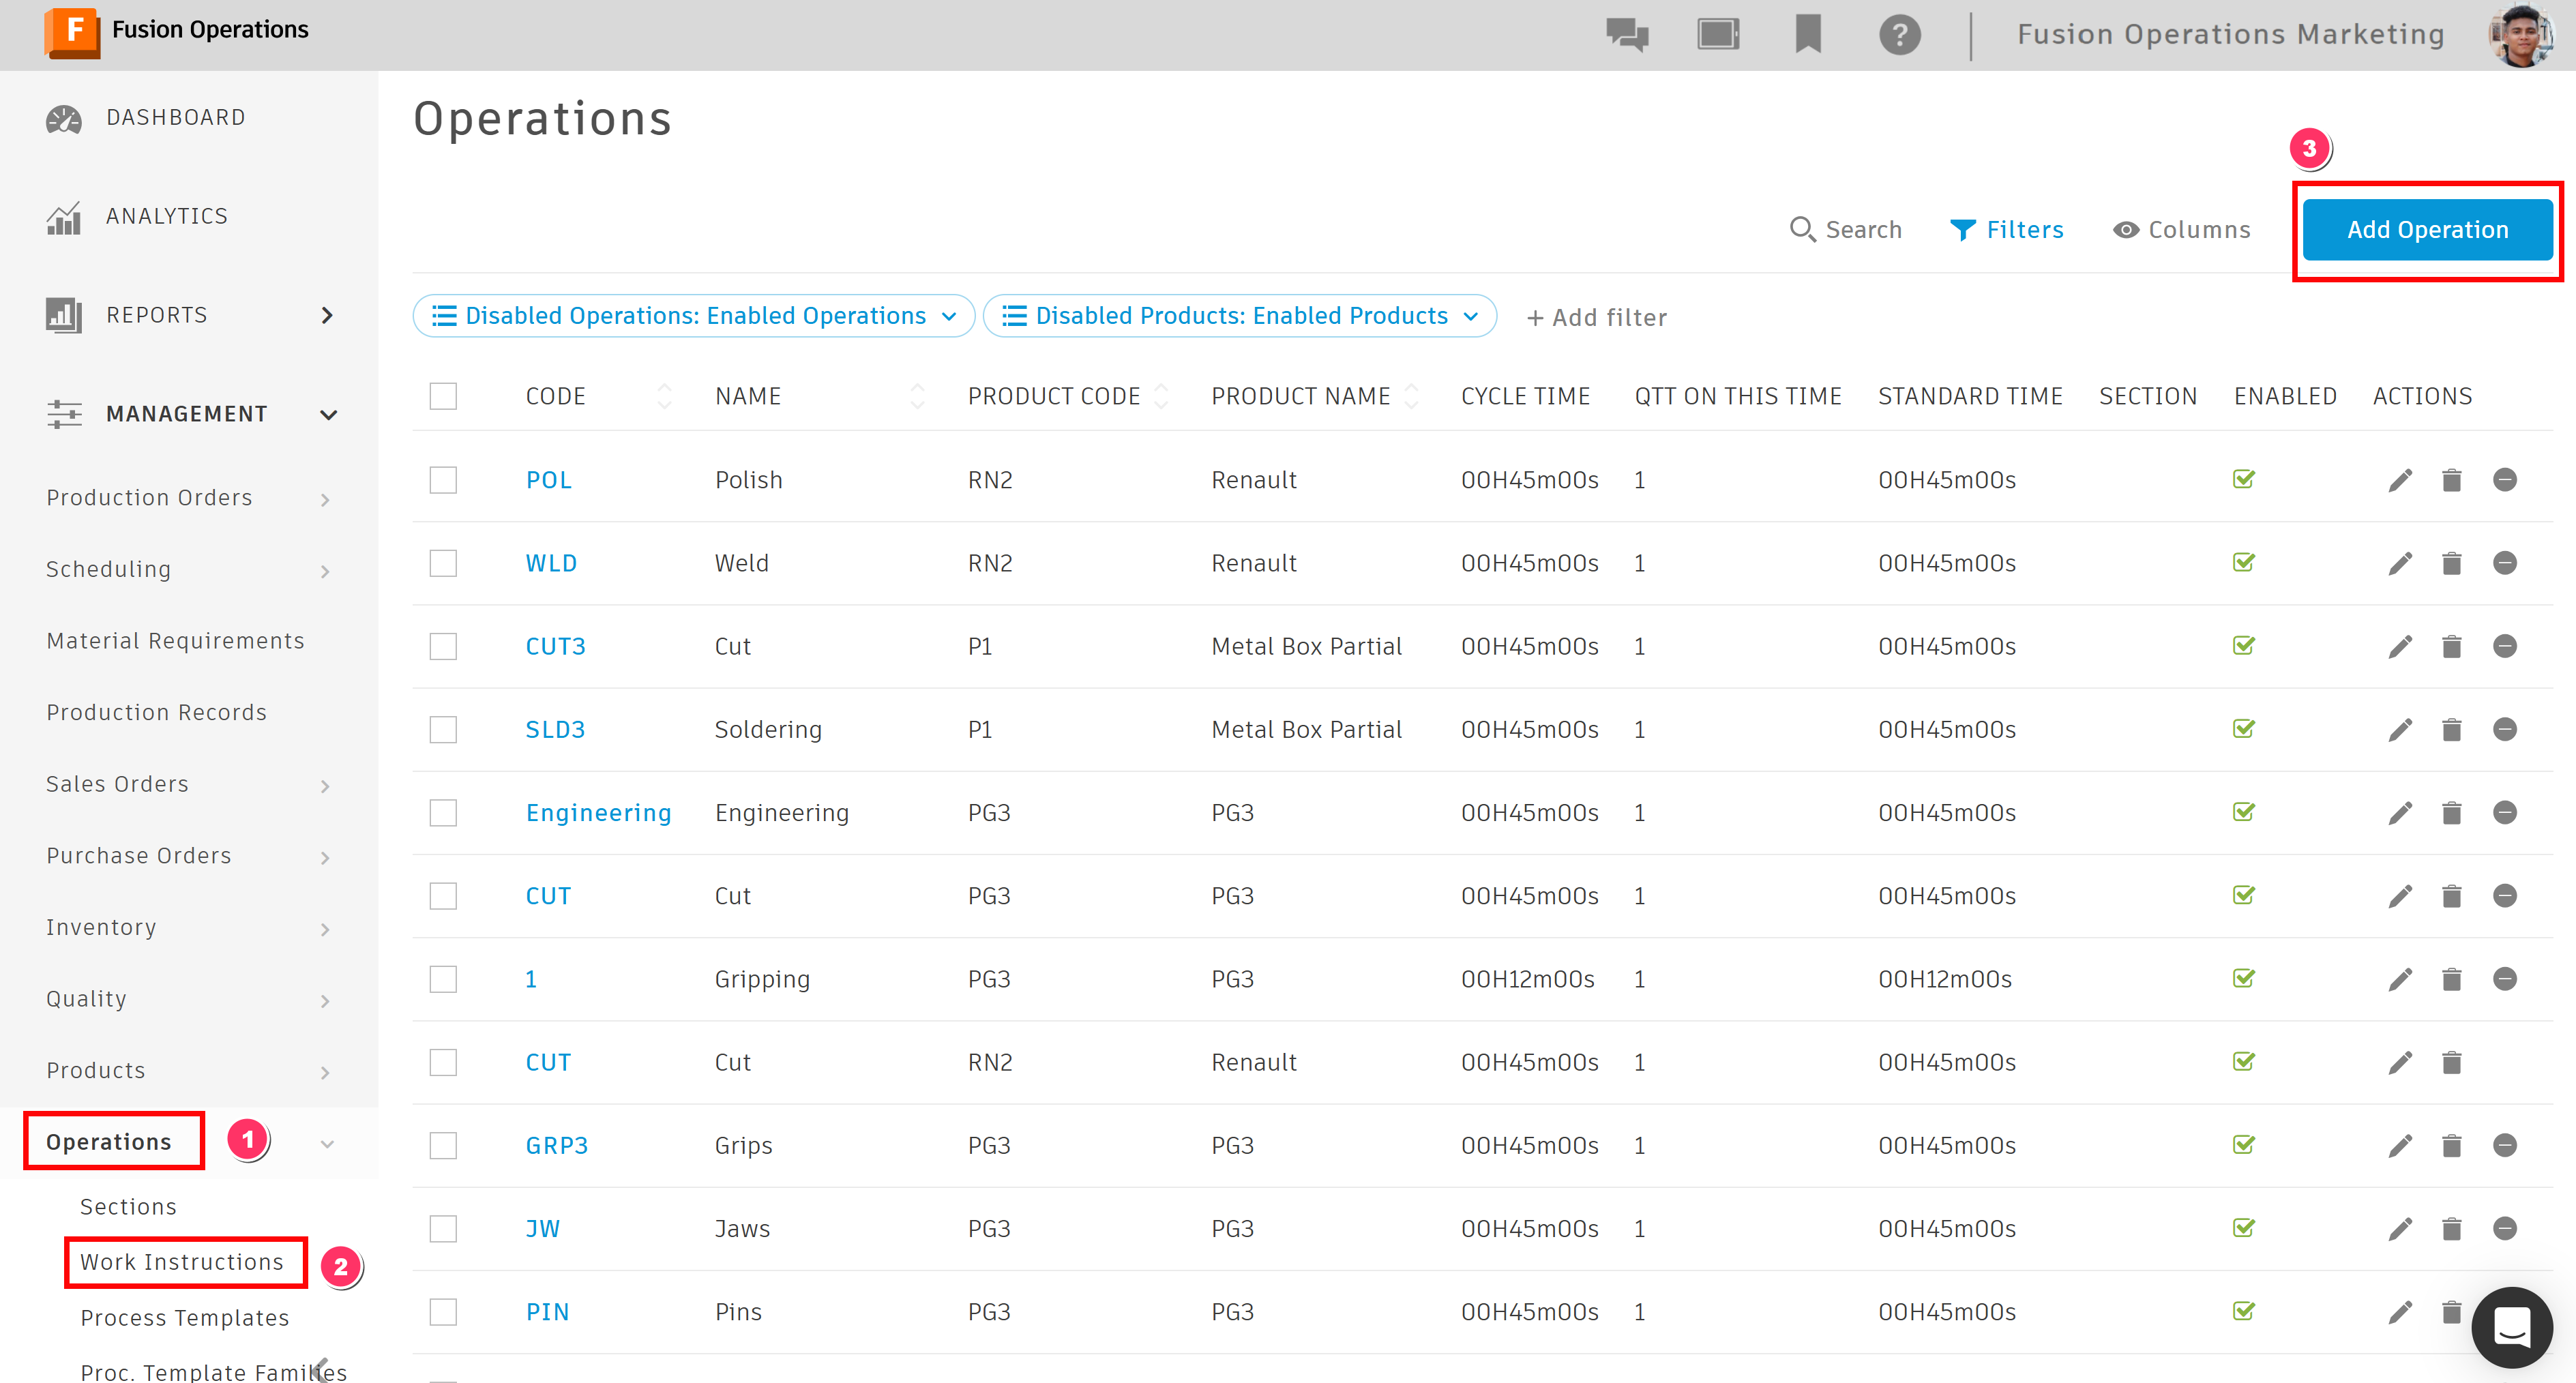 F Fusion Operations
? Fusion Operations Marketing
DASHBOARD
ANALYTICS
REPORTS
MANAGEMENT
Production Orders
Scheduling
Material Requirements
Production Records
Sales Orders
Purchase Orders
Inventory
Quality
Products
Operations 1
Sections
Work Instructions 2
Process Templates
Proc. Template Families
Operations
3
Search Filters Columns Add Operation
Disabled Operations: Enabled Operations Disabled Products: Enabled Products + Add filter
CODE NAME PRODUCT CODE PRODUCT NAME CYCLE TIME QTT ON THIS TIME STANDARD TIME SECTION ENABLED ACTIONS
POL Polish RN2 Renault 00H45m00s 1 00H45m00s
WLD Weld RN2 Renault 00H45m00s 1 00H45m00s
CUT3 Cut P1 Metal Box Partial 00H45m00s 1 00H45m00s
SLD3 Soldering P1 Metal Box Partial 00H45m00s 1 00H45m00s
Engineering Engineering PG3 PG3 00H45m00s 1 00H45m00s
CUT Cut PG3 PG3 00H45m00s 1 00H45m00s
1 Gripping PG3 PG3 00H12m00s 1 00H12m00s
CUT Cut RN2 Renault 00H45m00s 1 00H45m00s
GRP3 Grips PG3 PG3 00H45m00s 1 00H45m00s
JW Jaws PG3 PG3 00H45m00s 1 00H45m00s
PIN Pins PG3 PG3 00H45m00s 1 00H45m00s